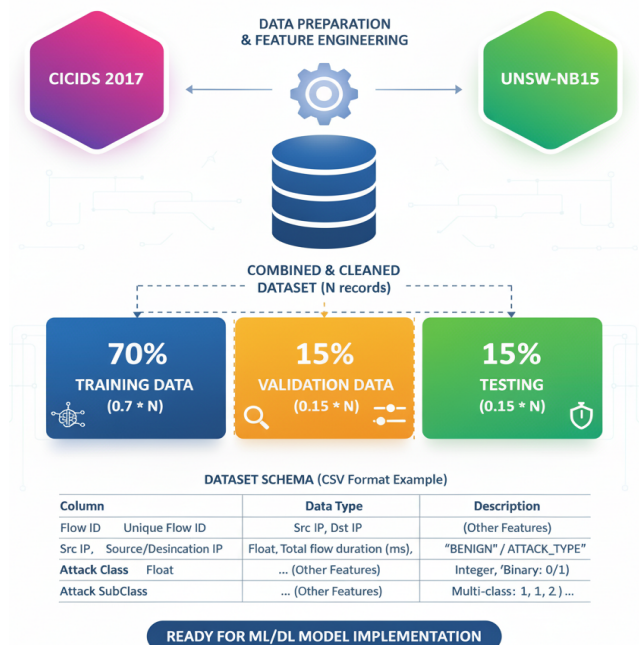 DATA PREPARATION
& FEATURE ENGINEERING
CICIDS 2017
UNSW-NB15
COMBINED & CLEANED
DATASET (N records)
70%
TRAINING DATA
(0.7 * N)
15%
VALIDATION DATA
(0.15 * N)
15%
TESTING
(0.15 * N)
DATASET SCHEMA (CSV Format Example)
Column Data Type Description
Flow ID Unique Flow ID Src IP, Dst IP (Other Features)
Src IP, Source/Desincation IP Float, Total flow duration (ms), "BENIGN" / ATTACK_TYPE"
Attack Class Float ... (Other Features) Integer, 'Binary: 0/1)
Attack SubClass ... (Other Features) Multi-class: 1, 1, 2) ...
READY FOR ML/DL MODEL IMPLEMENTATION